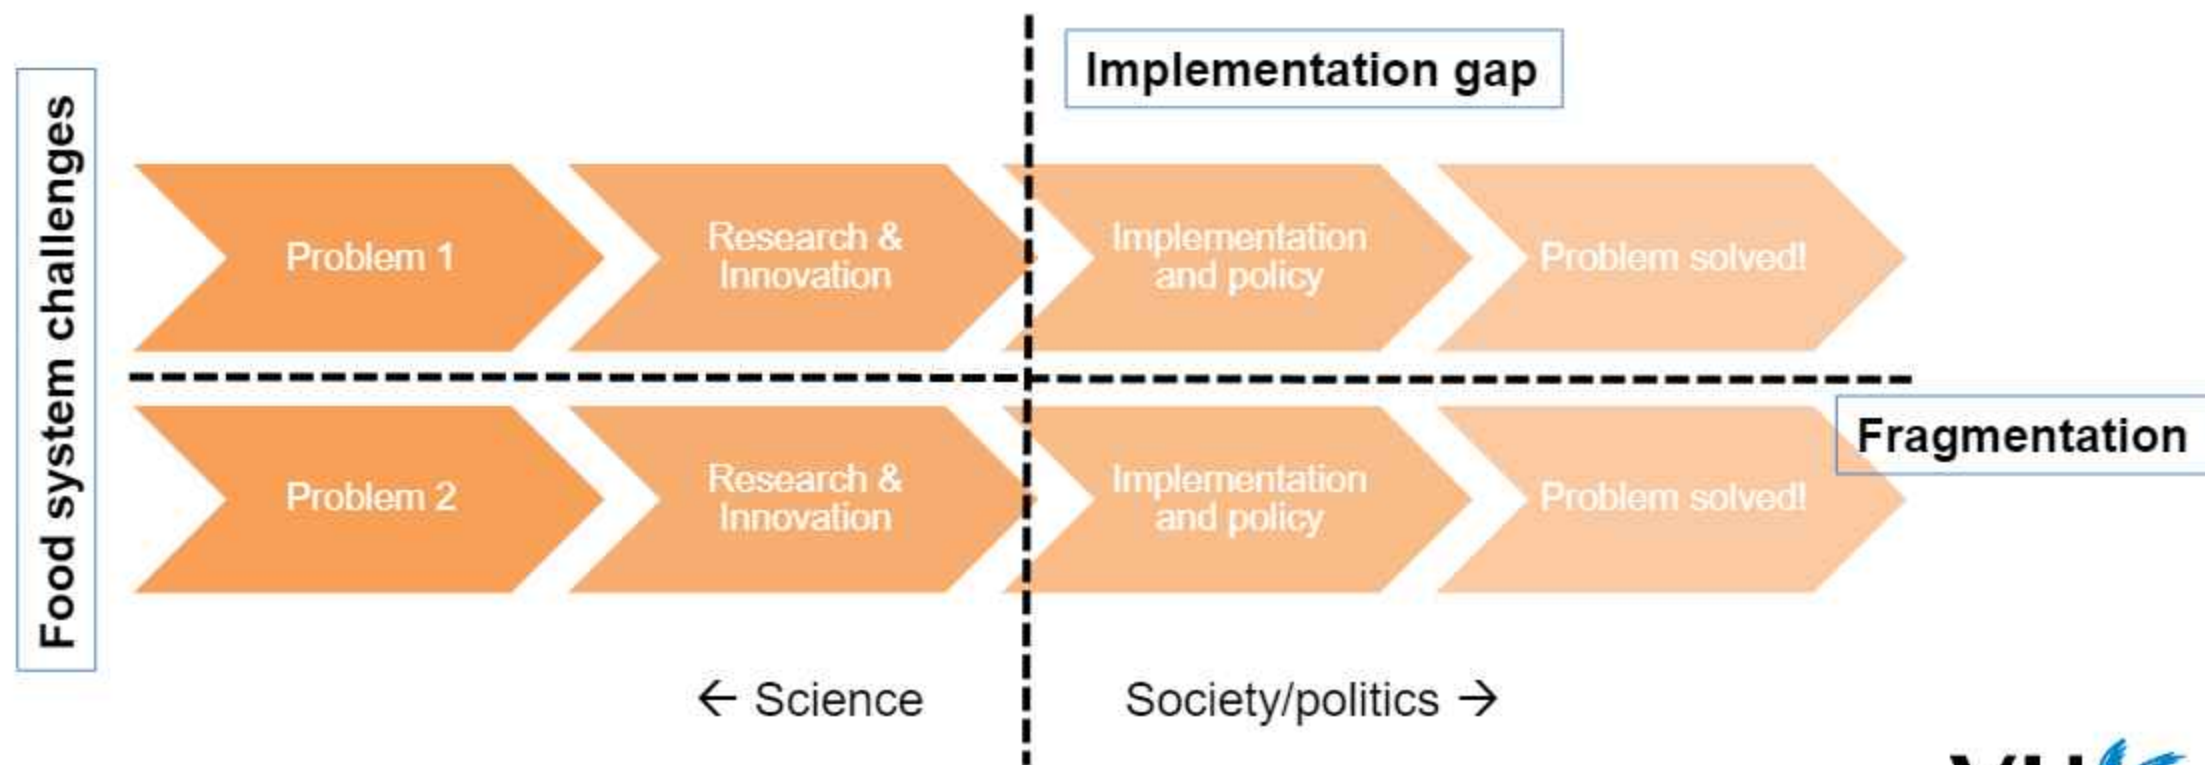 Implementation gap
Food system challenges
Problem 1
Research &
Innovation
Implementation
and policy
Problem solved!
Fragmentation
Problem 2
Research &
Innovation
Implementation
and policy
Problem solved!
← Science
Society/politics →